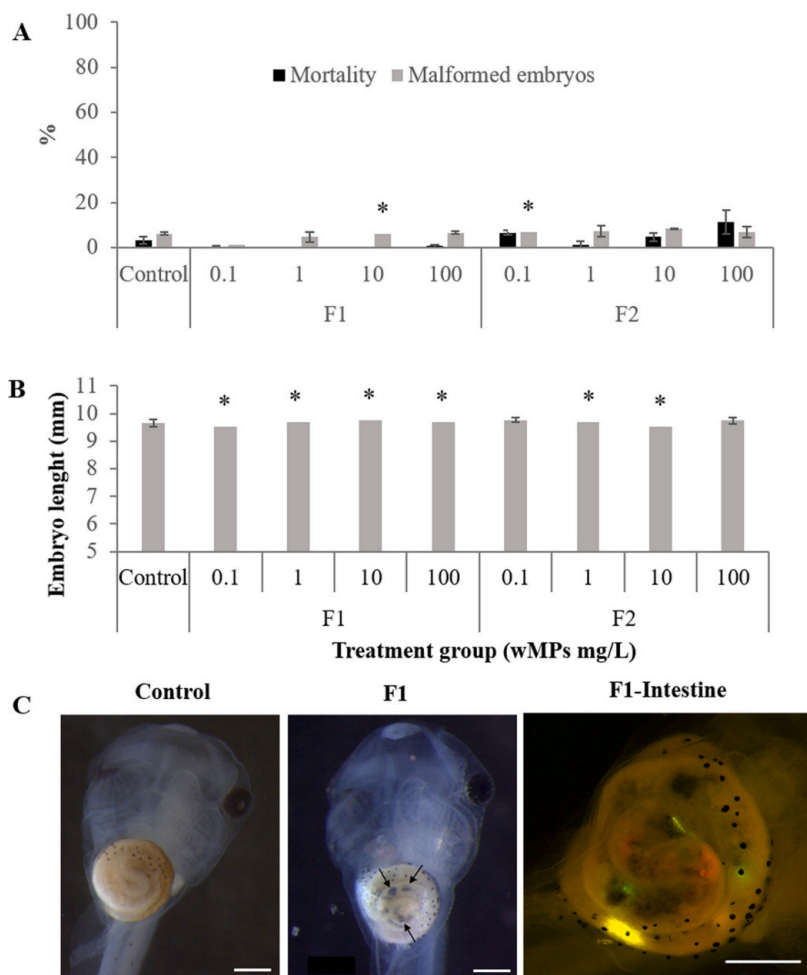 A
100
80
60
40
20
0
%
Mortality Malformed embryos
* *
Control 0.1 1 10 100 0.1 1 10 100
F1 F2
B
11
10
9
8
7
6
5
Embryo lenght (mm)
* * * * * *
Control 0.1 1 10 100 0.1 1 10 100
F1 F2
Treatment group (wMPs mg/L)
C
Control F1 F1-Intestine